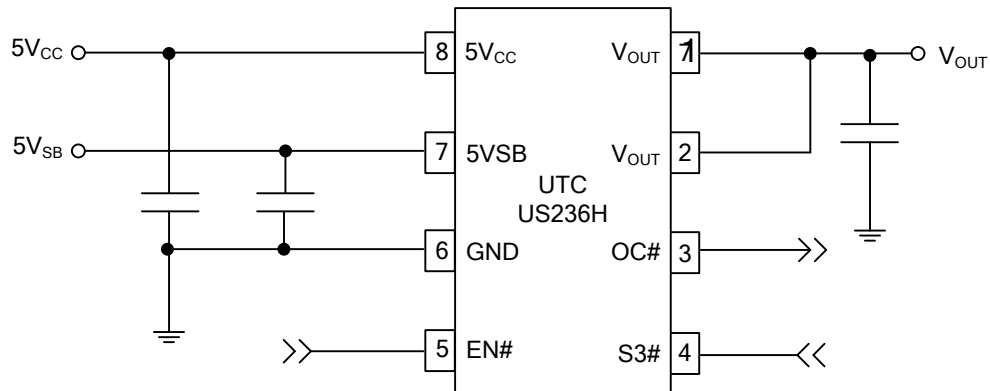 5VCC 8 5VCC VOUT 1 VOUT
5VSB 7 5VSB VOUT 2
UTC
US236H
6 GND OC# 3
5 EN# S3# 4